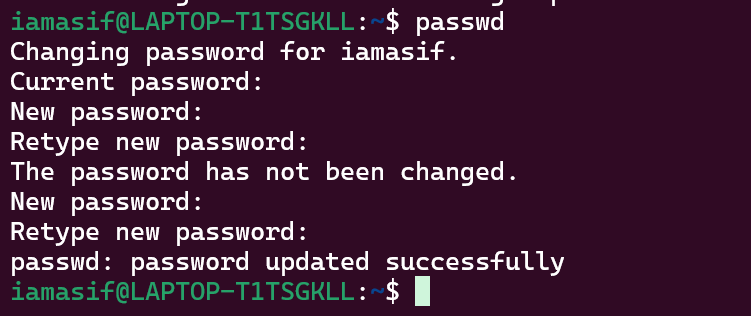 iamasif@LAPTOP-T1TSGKLL:~$ passwd
Changing password for iamasif.
Current password:
New password:
Retype new password:
The password has not been changed.
New password:
Retype new password:
passwd: password updated successfully
iamasif@LAPTOP-T1TSGKLL:~$